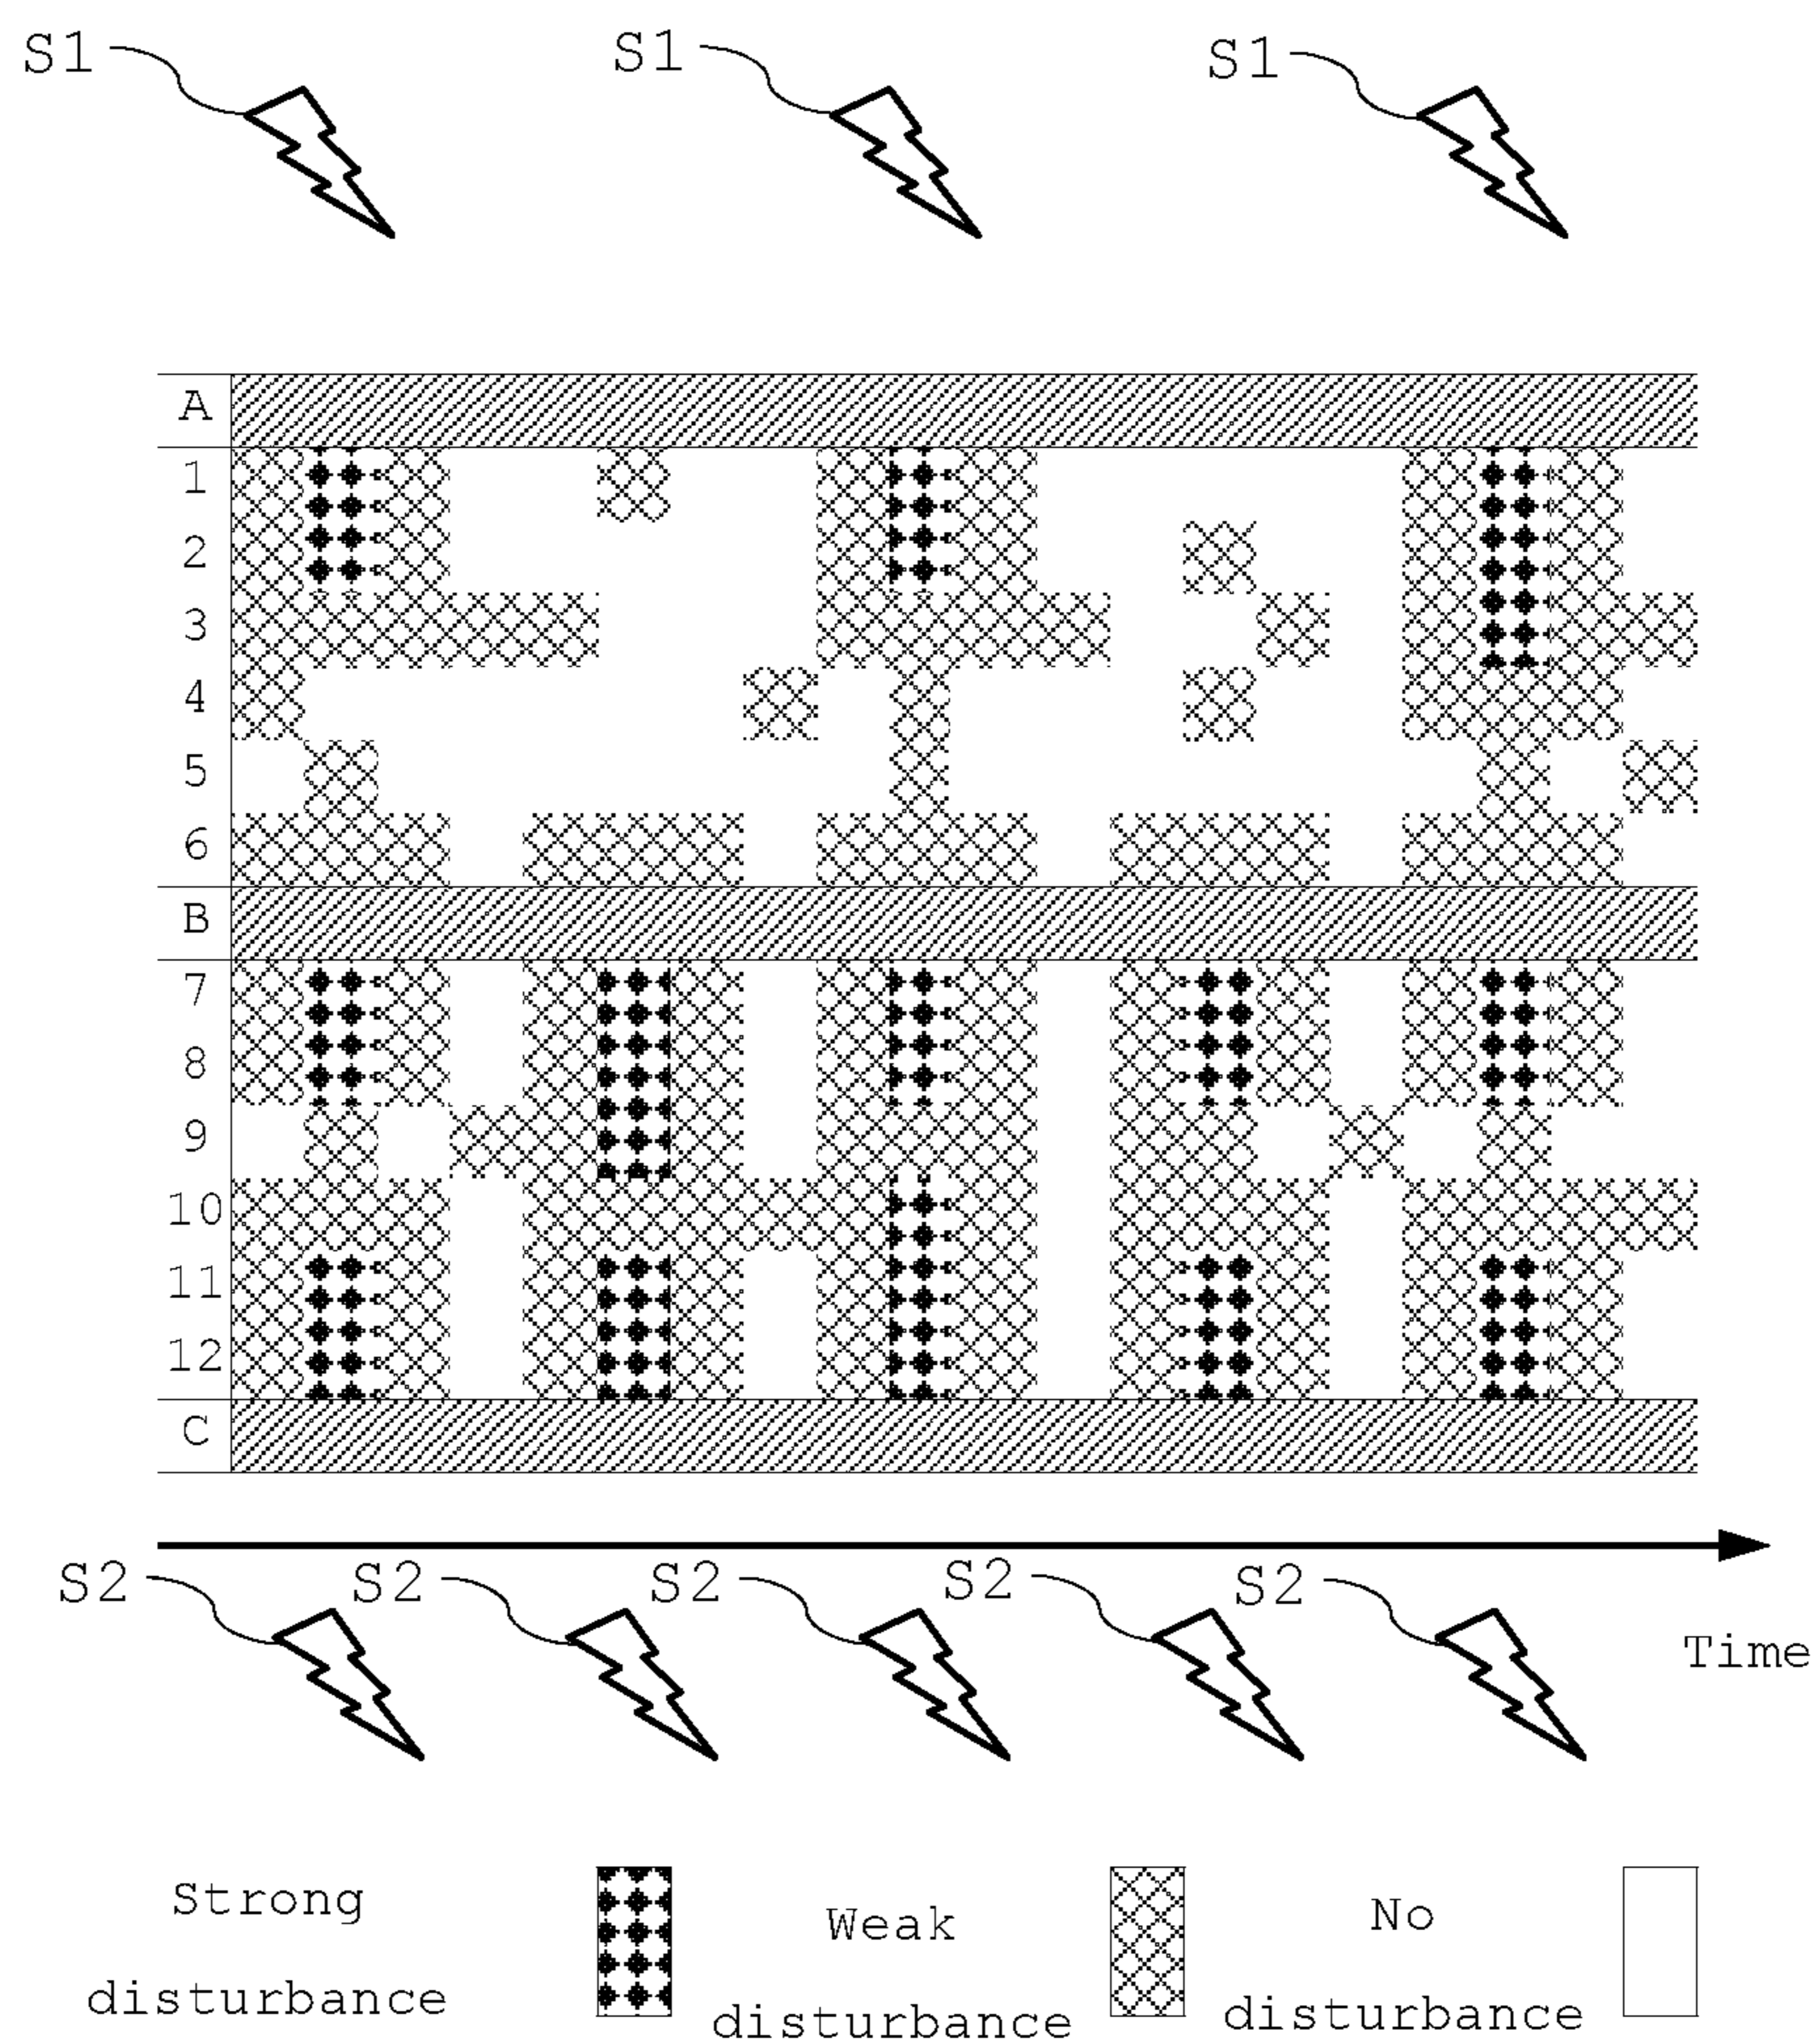 S1 S1 S1
A
1
2
3
4
5
6
B
7
8
9
10
11
12
C
S2 S2 S2 S2 S2
Time
Strong
disturbance
Weak
disturbance
No
disturbance